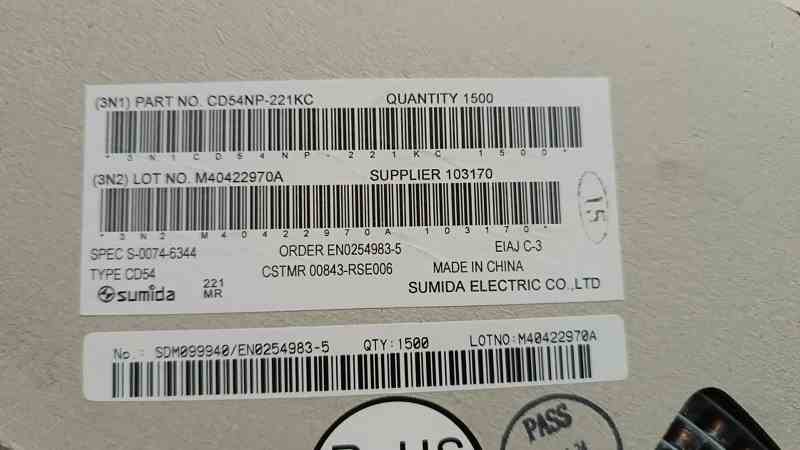 (3N1) PART NO. CD54NP-221KC QUANTITY 1500
*3N1CD54NP-221KC 1500*
(3N2) LOT NO. M40422970A SUPPLIER 103170
*3N2 M40422970A 103170*
15
SPEC S-0074-6344 ORDER EN0254983-5 EIAJ C-3
TYPE CD54 CSTMR 00843-RSE006 MADE IN CHINA
sumida 221 MR SUMIDA ELECTRIC CO.,LTD
No : SDM099940/EN0254983-5 QTY:1500 LOTNO:M40422970A
PASS